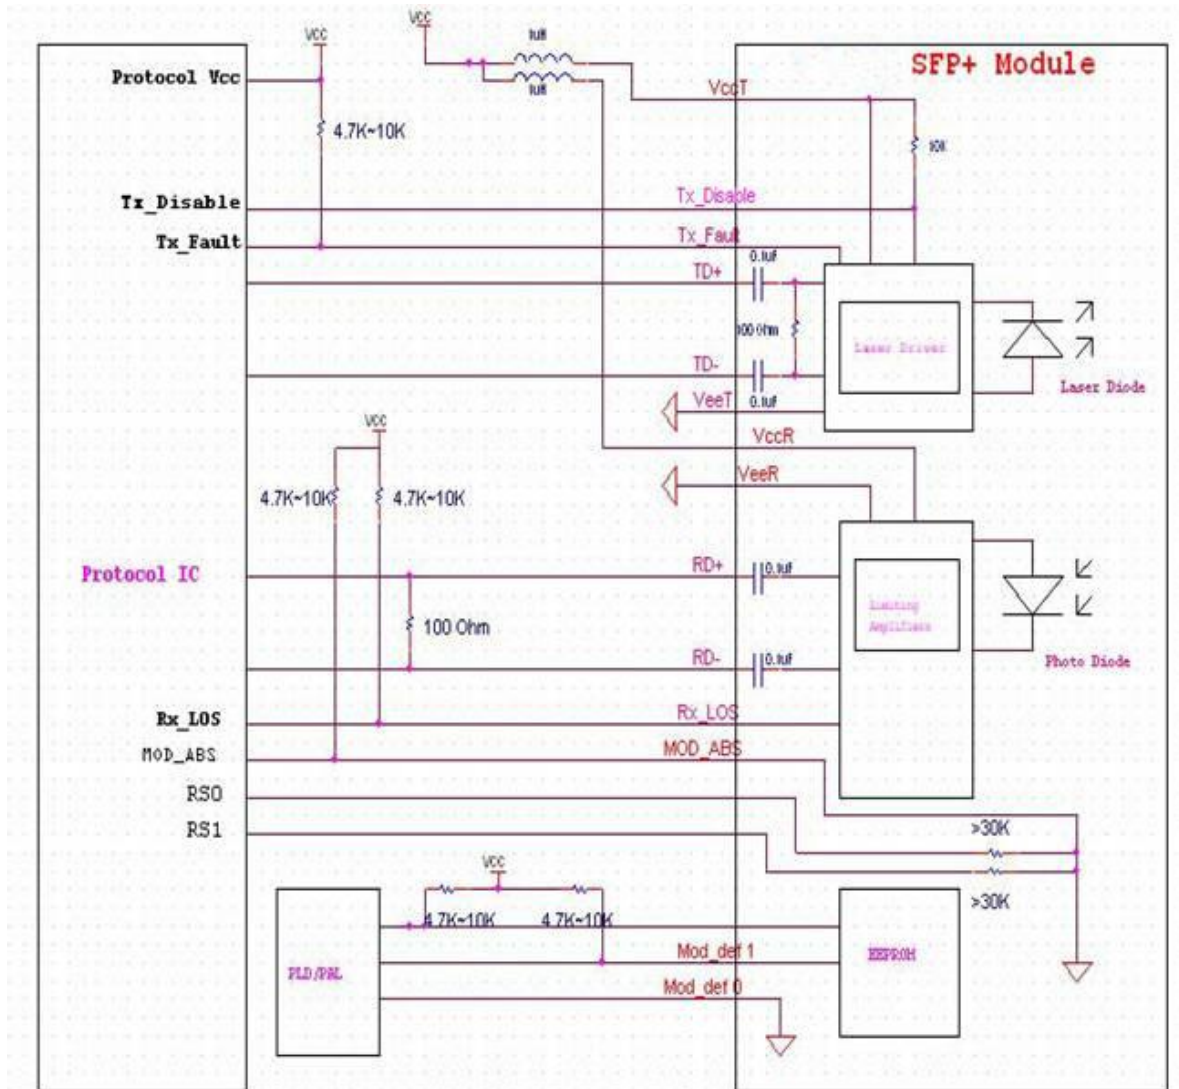 VCC
VCC
1uH
SFP+ Module
Protocol Vcc
1uH
VccT
4.7K~10K
10K
Tx_Disable
Tx_Disable
Tx_Fault
Tx_Fault
0.1uf
TD+
100 Ohm
Laser Driver
TD-
Laser Diode
VeeT
0.1uf
VCC
VccR
VeeR
4.7K~10K
4.7K~10K
RD+
0.1uf
Protocol IC
Limiting
Amplifiers
100 Ohm
RD-
0.1uf
Photo Diode
Rx_LOS
Rx_LOS
MOD_ABS
MOD_ABS
RS0
RS1
>30K
VCC
>30K
4.7K~10K
4.7K~10K
Mod_def 1
EEPROM
PLD/PAL
Mod_def 0